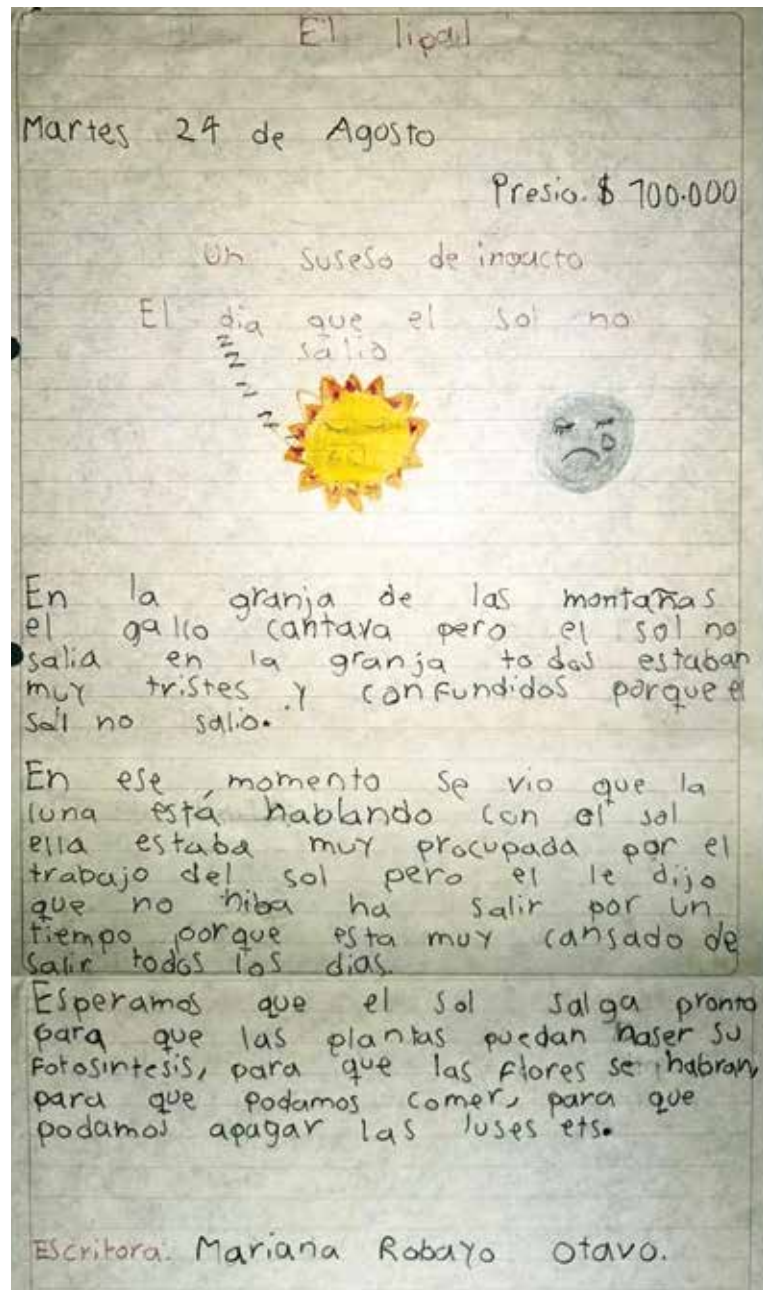 El lipail
Martes 24 de Agosto
Presio. $ 100.000
Un suseso de
El dia que el sol no
salio
zzzzz
En la granja de las montañas
el gallo cantava pero el sol no
salia en la granja todos estaban
muy tristes y confundidos porque el
sol no salio.
En ese momento se vio que la
luna está hablando con el sol
ella estaba muy procupada por el
trabajo del sol pero el le dijo
que no hiba ha salir por un
tiempo porque esta muy cansado de
salir todos los dias.
Esperamos que el sol salga pronto
para que las plantas puedan haser su
Fotosintesis, para que las flores se habran,
para que podamos comer, para que
podamos apagar las luses ets.
Escritora: Mariana Robayo Otavo.